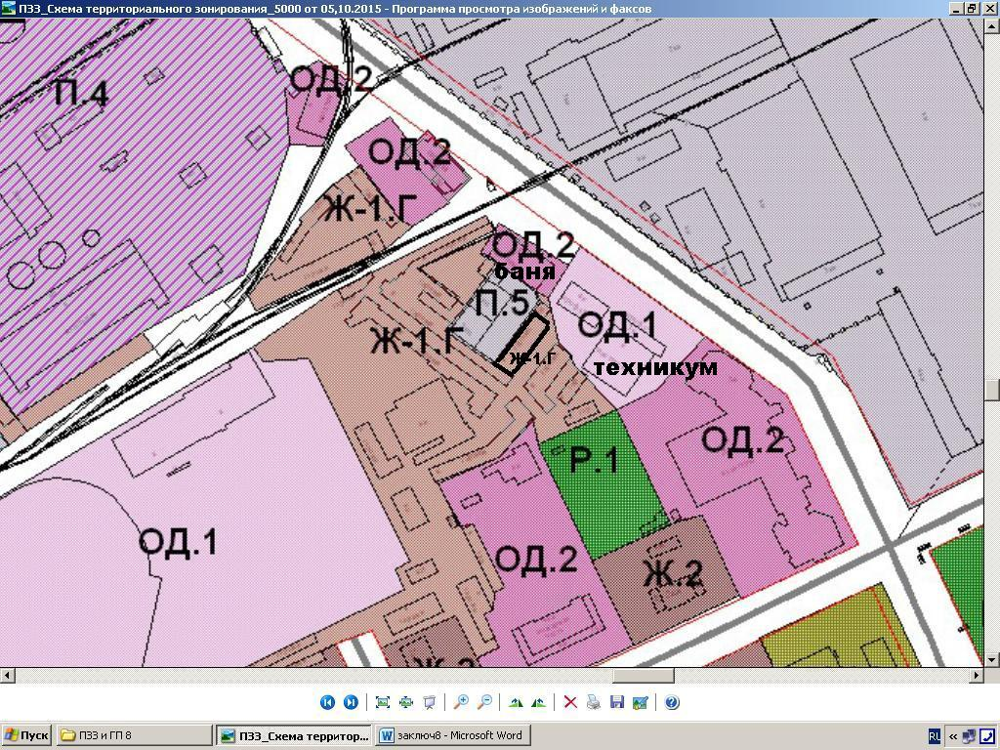 ПЗЗ_Схема территориального зонирования_5000 от 05,10.2015 - Программа просмотра изображений и факсов
П.4
ОД.2
ОД.2
Ж-1.Г
ОД.2
баня
П.5
ОД.1
Ж-1.Г
Ж-1.Г
техникум
ОД.2
Р.1
ОД.1
ОД.2
Ж.2
Пуск
ПЗЗ и ГП 8
ПЗЗ_Схема территор...
заключ8 - Microsoft Word
RU